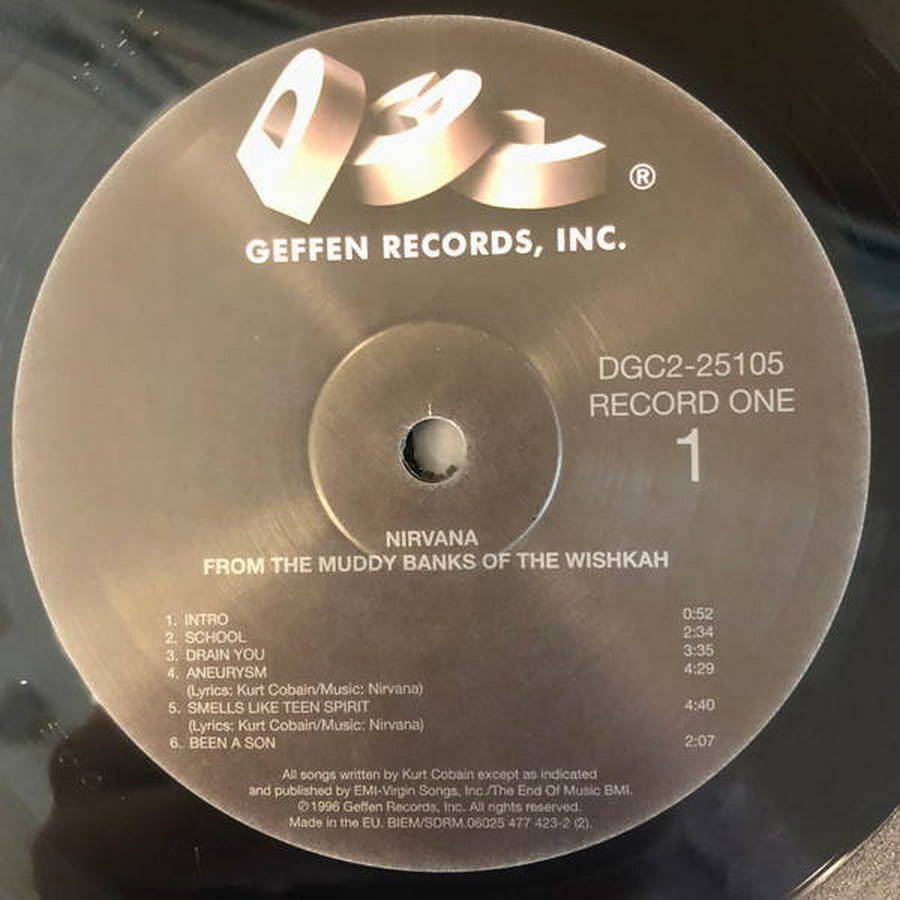 DGC ®
GEFFEN RECORDS, INC.
DGC2-25105
RECORD ONE
1
NIRVANA
FROM THE MUDDY BANKS OF THE WISHKAH
1. INTRO 0:52
2. SCHOOL 2:34
3. DRAIN YOU 3:35
4. ANEURYSM 4:29
(Lyrics: Kurt Cobain/Music: Nirvana)
5. SMELLS LIKE TEEN SPIRIT 4:40
(Lyrics: Kurt Cobain/Music: Nirvana)
6. BEEN A SON 2:07
All songs written by Kurt Cobain except as indicated
and published by EMI-Virgin Songs, Inc./The End Of Music BMI.
℗1996 Geffen Records, Inc. All rights reserved.
Made in the EU. BIEM/SDRM.06025 477 423-2 (2).